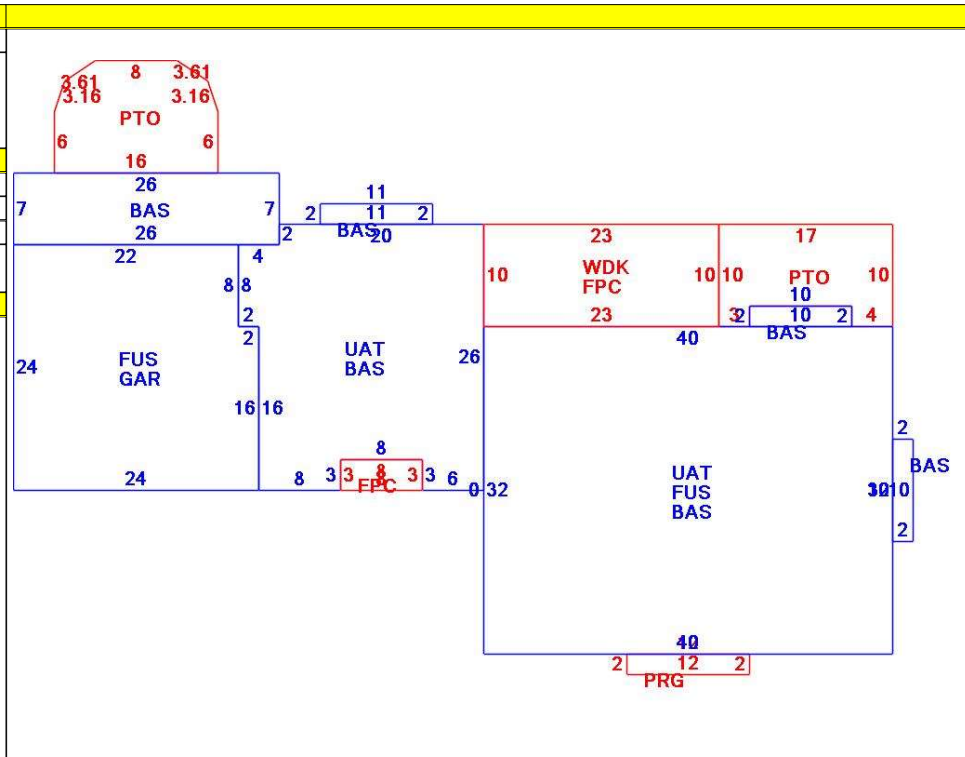 8
3.61 3.61
3.16 3.16
PTO
6 6
16
26
7 BAS 7
26
11
2 11 2
BAS
2 20
22 4
8 8
2
2
24
FUS
GAR
16 16
24
UAT
BAS
26
8
3 3 8 3 3
8
FPC
8 6
0
23
10 WDK 10
FPC
23
17
10 PTO 10
10
3 2 10 2 4
BAS
40
32
UAT
FUS
BAS
2
BAS
10
2
2 12 2
PRG